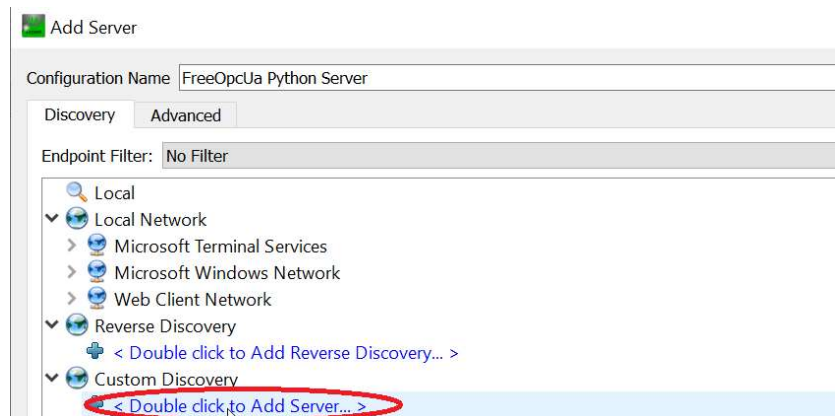 Add Server
Configuration Name FreeOpcUa Python Server
Discovery Advanced
Endpoint Filter: No Filter
Local
Local Network
Microsoft Terminal Services
Microsoft Windows Network
Web Client Network
Reverse Discovery
< Double click to Add Reverse Discovery... >
Custom Discovery
< Double click to Add Server... >